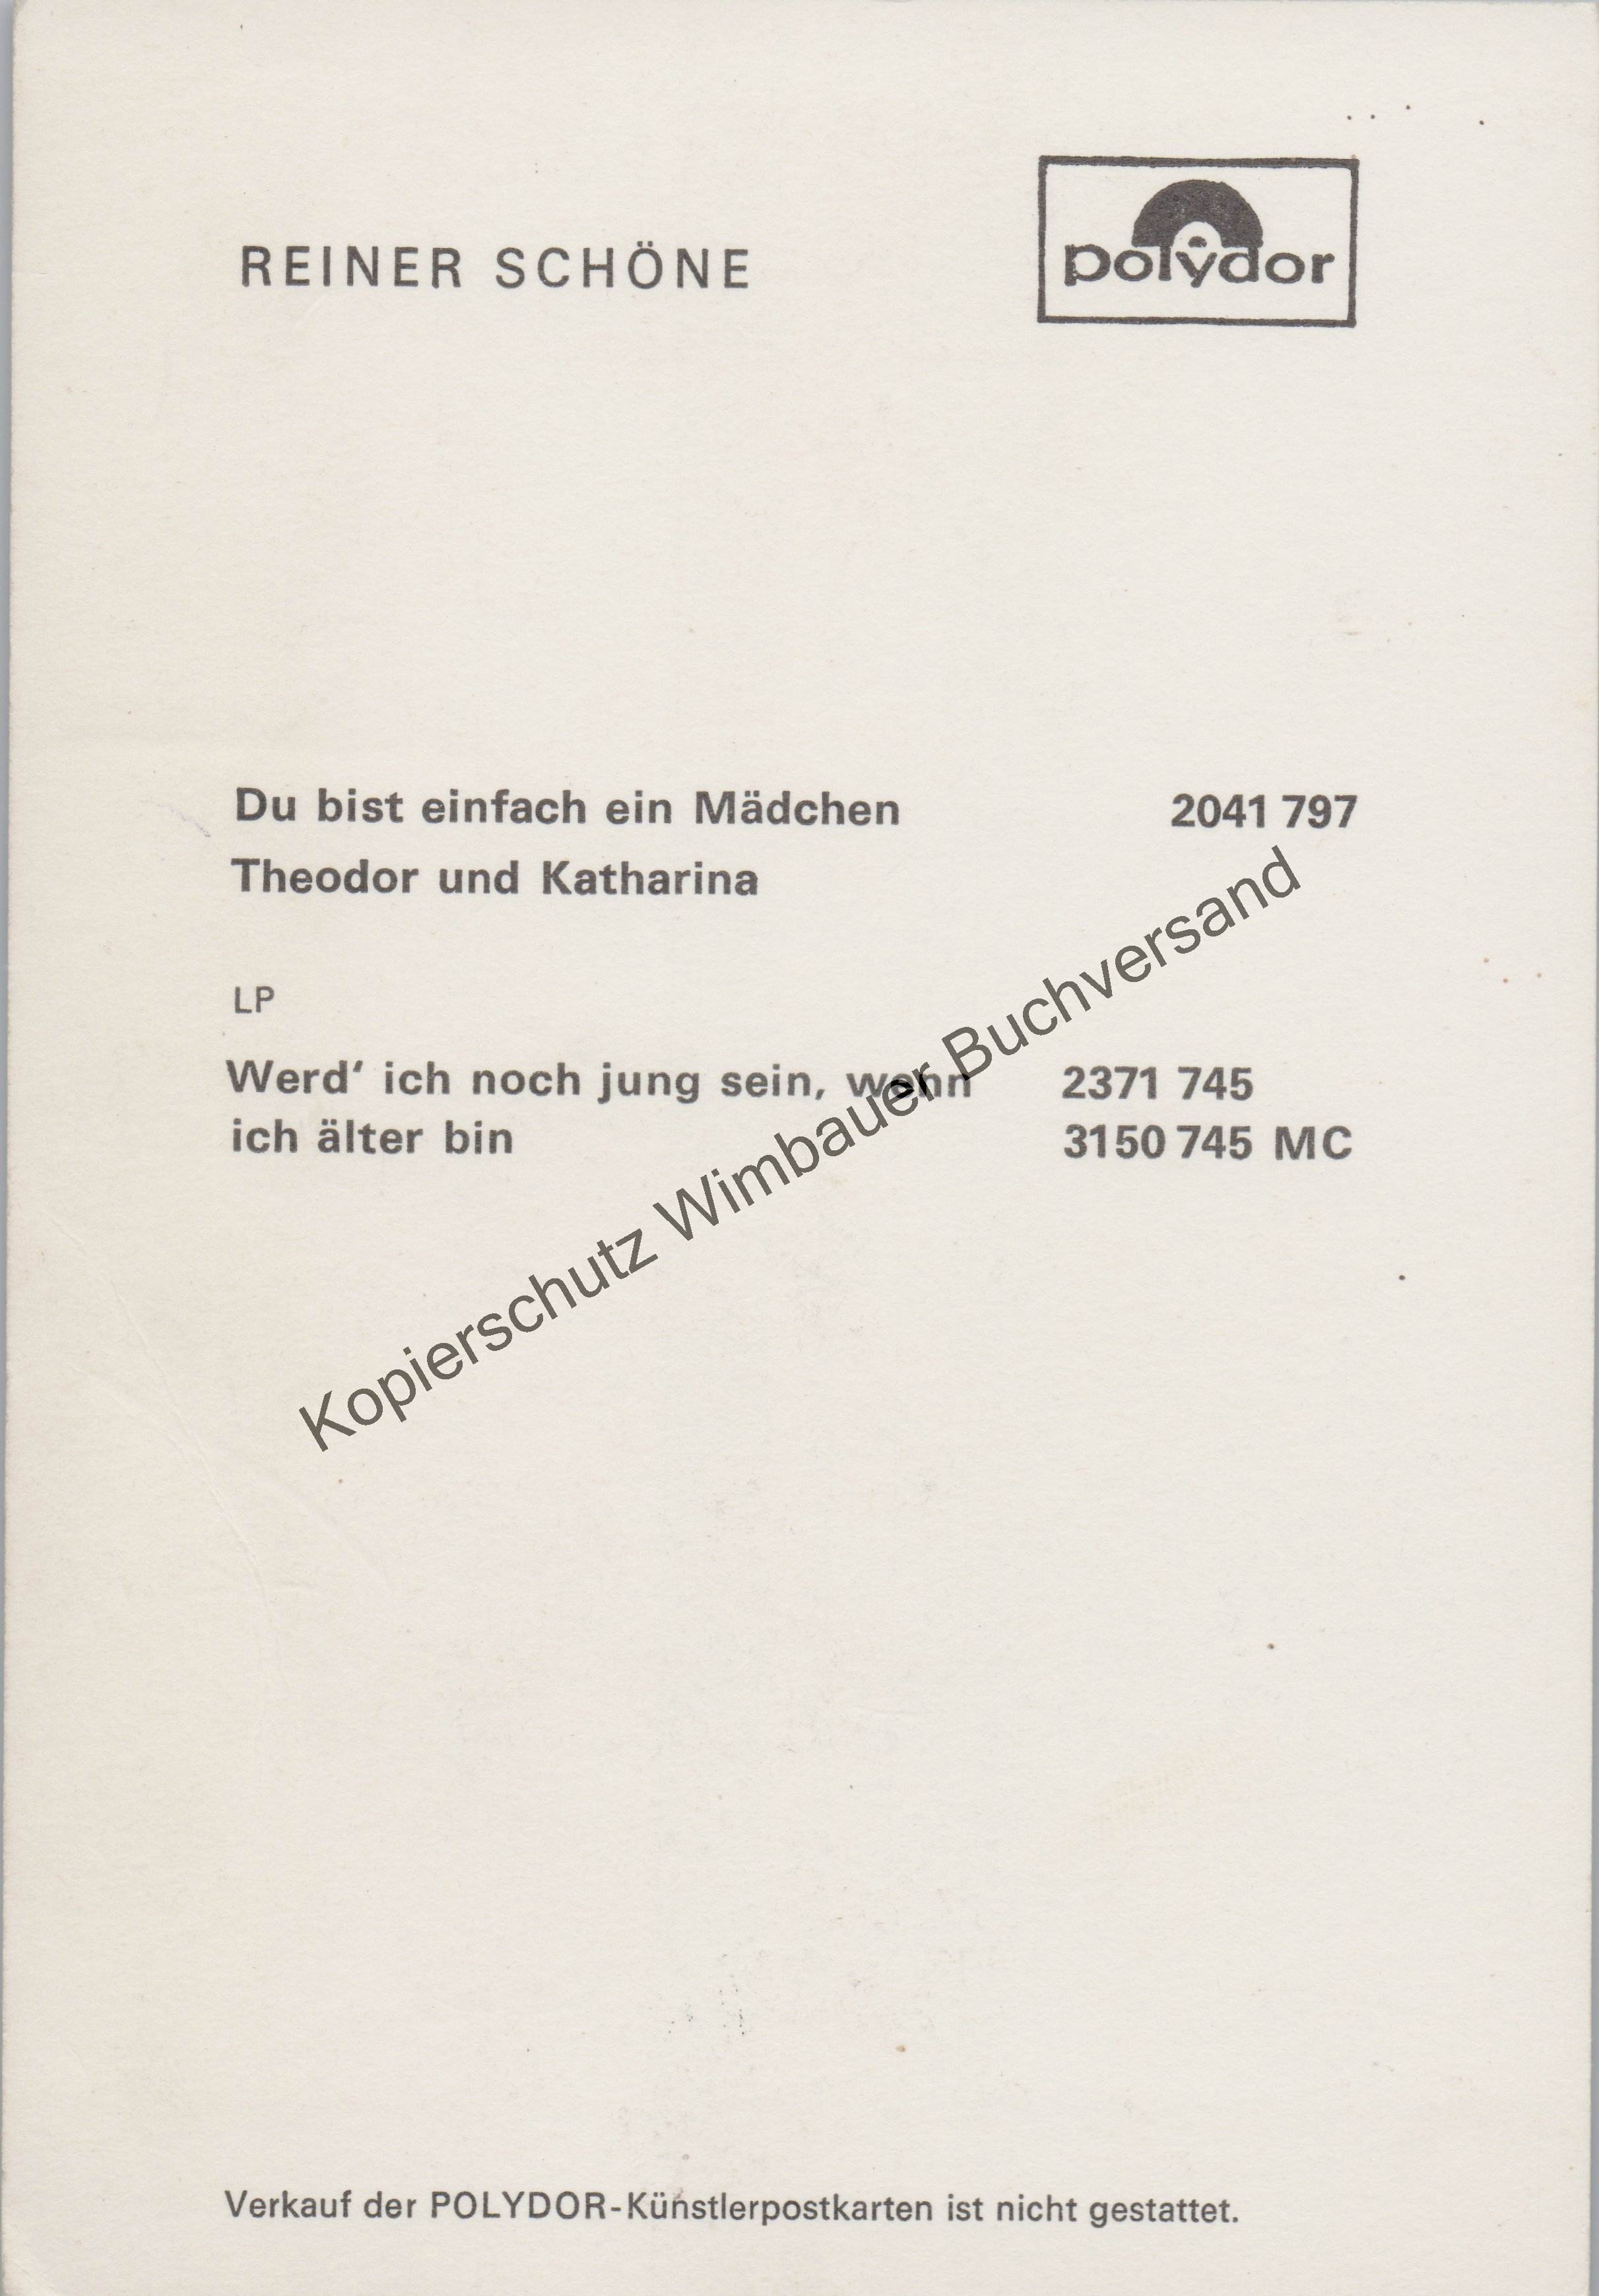 REINER SCHÖNE
polydor
Du bist einfach ein Mädchen 2041 797
Theodor und Katharina
LP
Werd' ich noch jung sein, wenn 2371 745
ich älter bin 3150 745 MC
Kopierschutz Wimbauer Buchversand
Verkauf der POLYDOR-Künstlerpostkarten ist nicht gestattet.